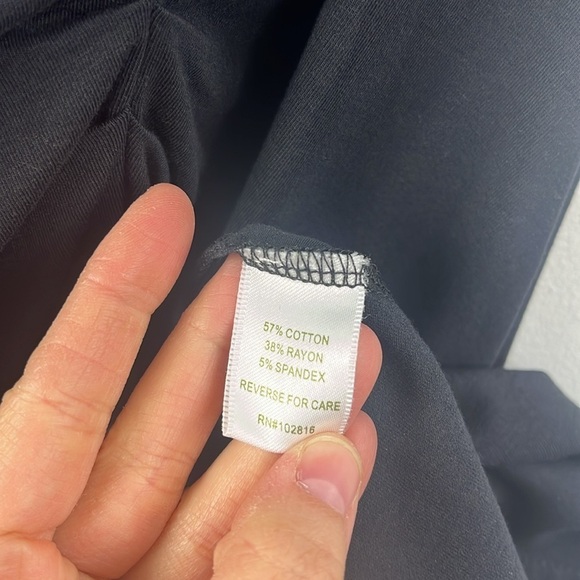 57% COTTON
38% RAYON
5% SPANDEX
REVERSE FOR CARE
RN#102816